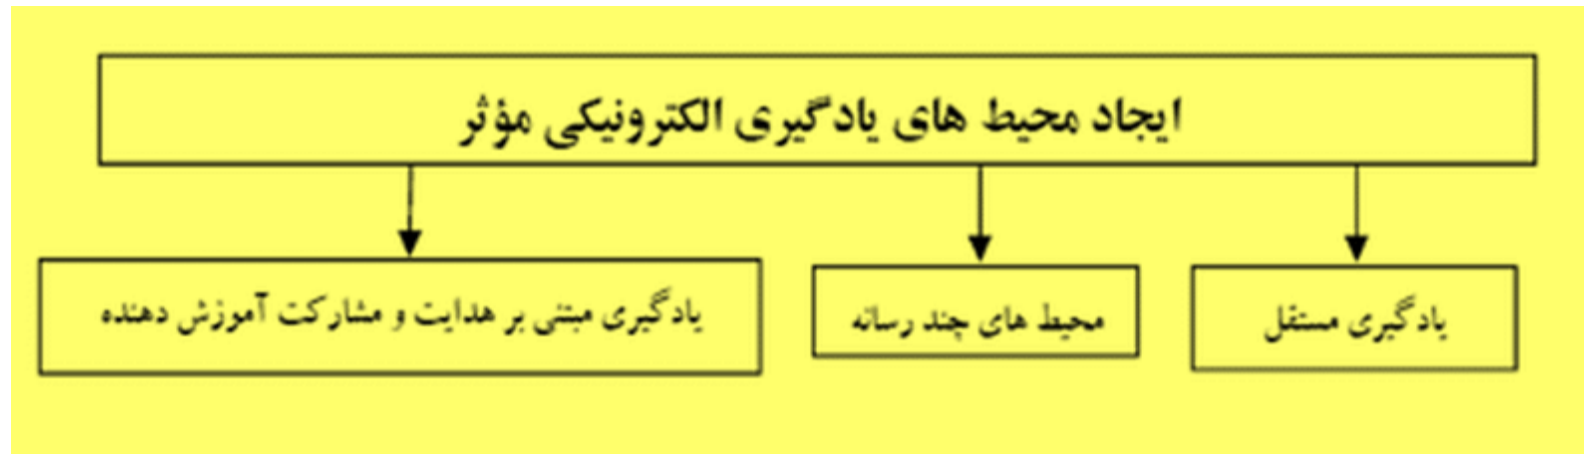 ایجاد محیط های یادگیری الکترونیکی مؤثر
یادگیری مستقل
محیط های چند رسانه
یادگیری مبتنی بر هدایت و مشارکت آموزش دهنده